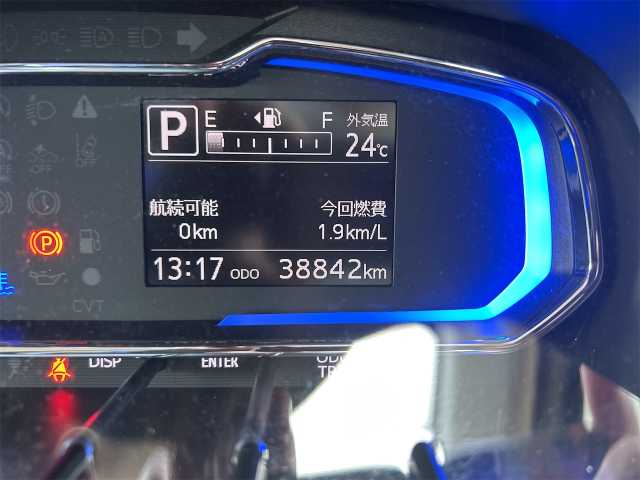 P E F 外気温
24℃
航続可能 今回燃費
0km 1.9km/L
13:17 ODO 38842km
(P)
CVT
DISP ENTER